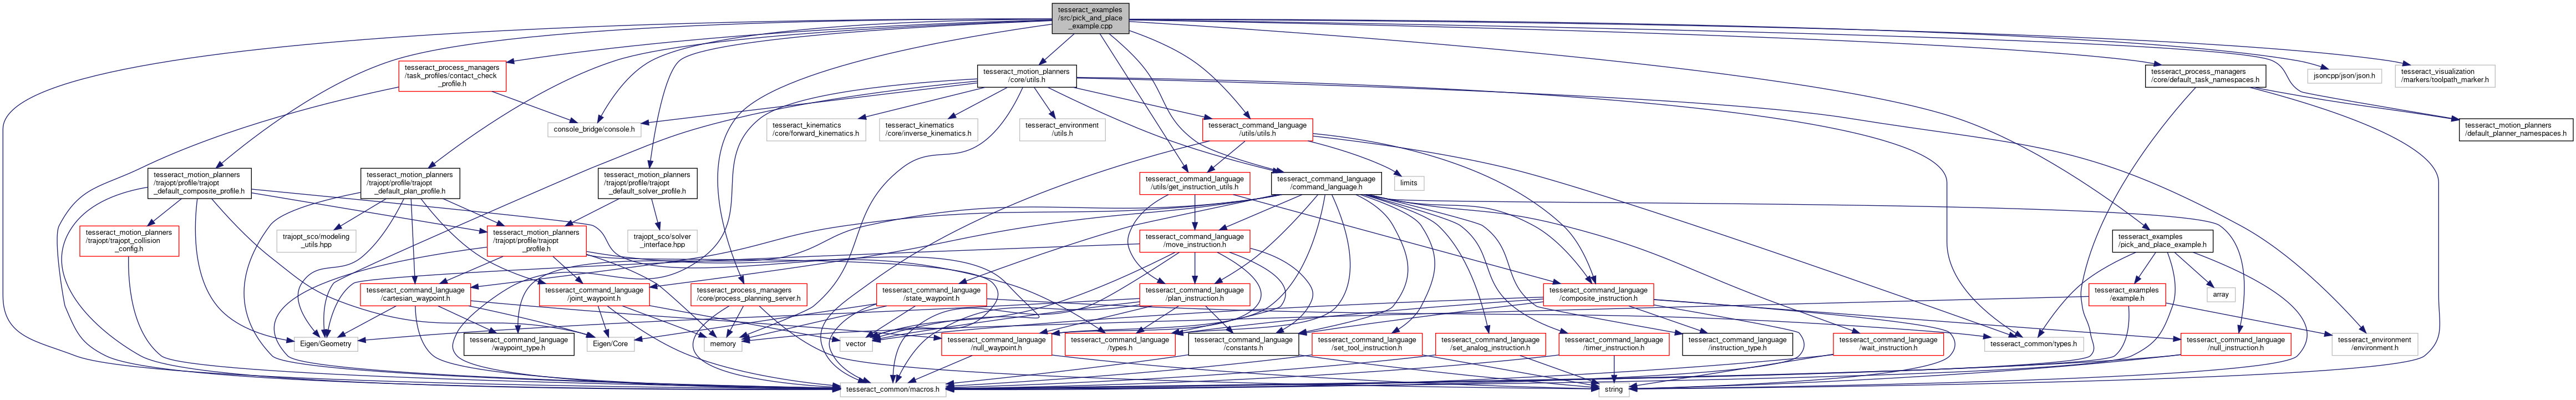 tesseract_examples
/src/pick_and_place
_example.cpp
tesseract_process_managers
/task_profiles/contact_check
_profile.h
tesseract_motion_planners
/core/utils.h
tesseract_process_managers
/core/default_task_namespaces.h
jsoncpp/json/json.h
tesseract_visualization
/markers/toolpath_marker.h
console_bridge/console.h
tesseract_kinematics
/core/forward_kinematics.h
tesseract_kinematics
/core/inverse_kinematics.h
tesseract_environment
/utils.h
tesseract_command_language
/utils/utils.h
tesseract_motion_planners
/default_planner_namespaces.h
tesseract_motion_planners
/trajopt/profile/trajopt
_default_composite_profile.h
tesseract_motion_planners
/trajopt/profile/trajopt
_default_plan_profile.h
tesseract_motion_planners
/trajopt/profile/trajopt
_default_solver_profile.h
tesseract_command_language
/utils/get_instruction_utils.h
tesseract_command_language
/command_language.h
limits
tesseract_motion_planners
/trajopt/trajopt_collision
_config.h
trajopt_sco/modeling
_utils.hpp
tesseract_motion_planners
/trajopt/profile/trajopt
_profile.h
trajopt_sco/solver
_interface.hpp
tesseract_command_language
/move_instruction.h
tesseract_examples
/pick_and_place_example.h
tesseract_command_language
/cartesian_waypoint.h
tesseract_command_language
/joint_waypoint.h
tesseract_process_managers
/core/process_planning_server.h
tesseract_command_language
/state_waypoint.h
tesseract_command_language
/plan_instruction.h
tesseract_command_language
/composite_instruction.h
tesseract_examples
/example.h
array
Eigen/Geometry
tesseract_command_language
/waypoint_type.h
Eigen/Core
memory
vector
tesseract_command_language
/null_waypoint.h
tesseract_command_language
/types.h
tesseract_command_language
/constants.h
tesseract_command_language
/set_tool_instruction.h
tesseract_command_language
/set_analog_instruction.h
tesseract_command_language
/timer_instruction.h
tesseract_command_language
/instruction_type.h
tesseract_command_language
/wait_instruction.h
tesseract_common/types.h
tesseract_command_language
/null_instruction.h
tesseract_environment
/environment.h
tesseract_common/macros.h
string